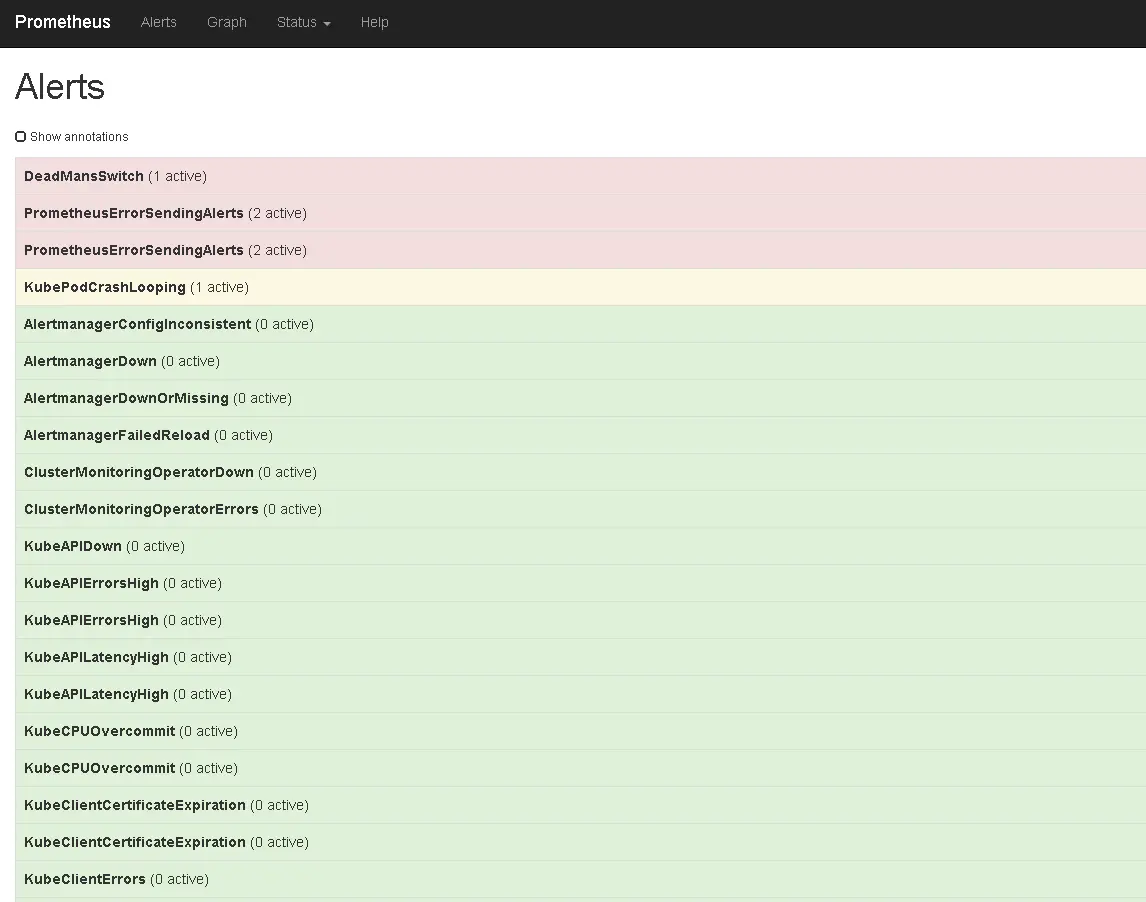 Prometheus Alerts Graph Status Help
Alerts
Show annotations
DeadMansSwitch (1 active)
PrometheusErrorSendingAlerts (2 active)
PrometheusErrorSendingAlerts (2 active)
KubePodCrashLooping (1 active)
AlertmanagerConfigInconsistent (0 active)
AlertmanagerDown (0 active)
AlertmanagerDownOrMissing (0 active)
AlertmanagerFailedReload (0 active)
ClusterMonitoringOperatorDown (0 active)
ClusterMonitoringOperatorErrors (0 active)
KubeAPIDown (0 active)
KubeAPIErrorsHigh (0 active)
KubeAPIErrorsHigh (0 active)
KubeAPILatencyHigh (0 active)
KubeAPILatencyHigh (0 active)
KubeCPUOvercommit (0 active)
KubeCPUOvercommit (0 active)
KubeClientCertificateExpiration (0 active)
KubeClientCertificateExpiration (0 active)
KubeClientErrors (0 active)